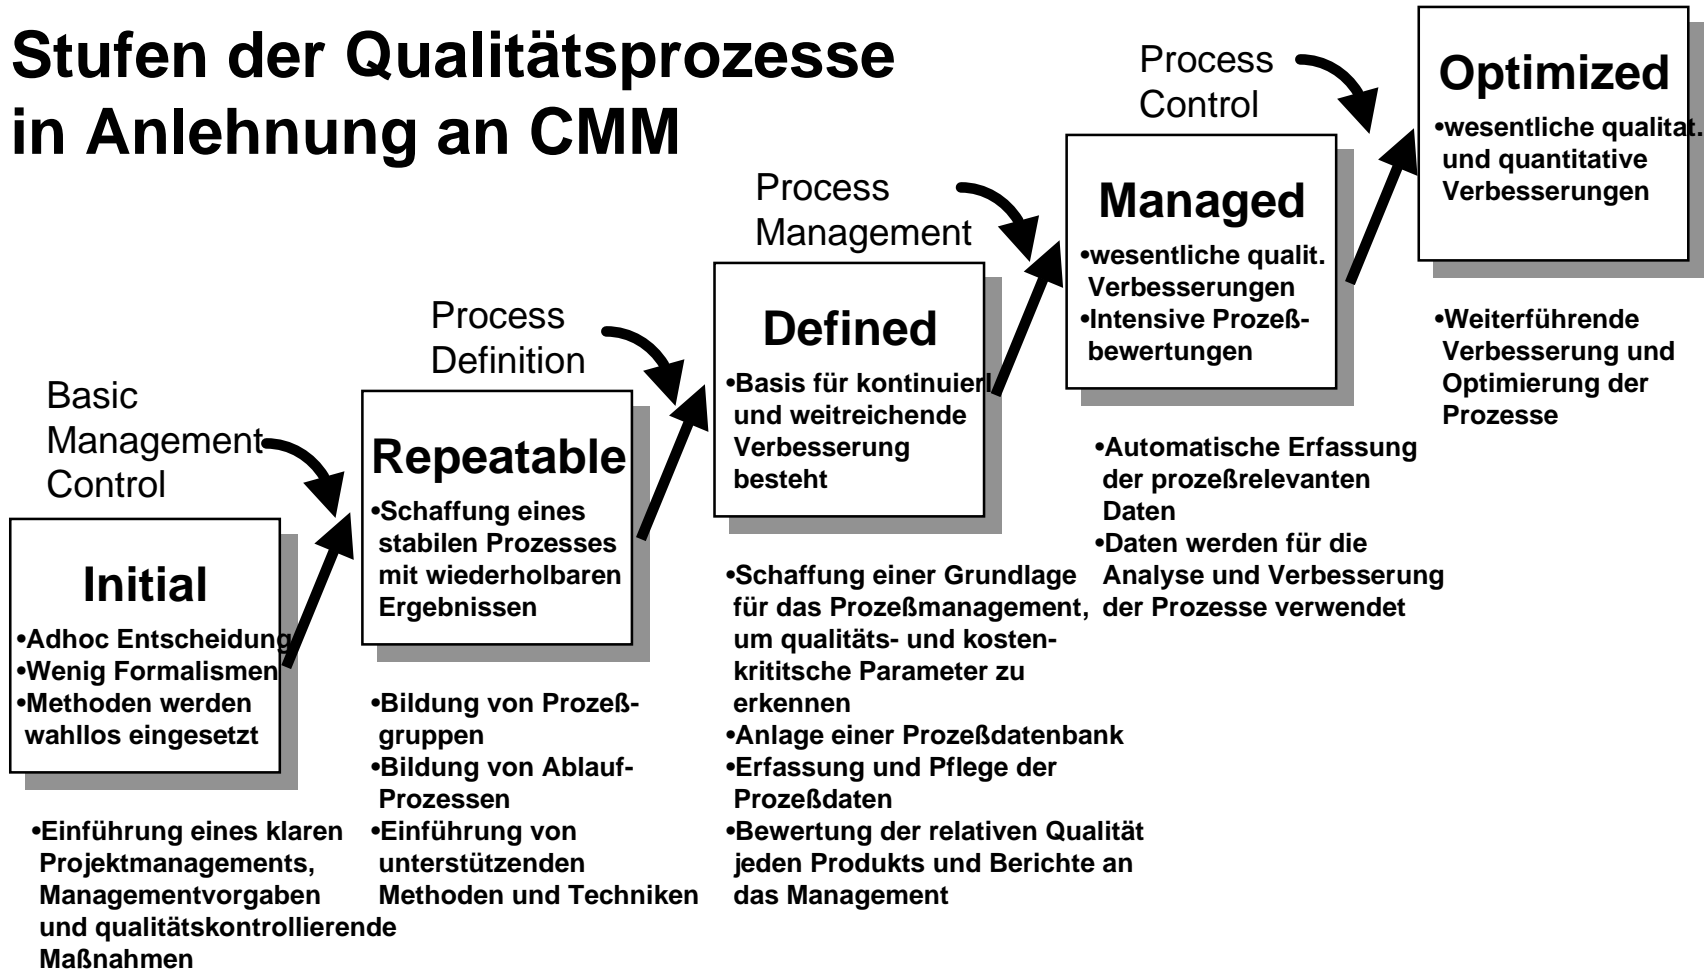 Stufen der Qualitätsprozesse
in Anlehnung an CMM
Basic
Management
Control
Initial
•Adhoc Entscheidung
•Wenig Formalismen
•Methoden werden
wahllos eingesetzt
•Einführung eines klaren
Projektmanagements,
Managementvorgaben
und qualitätskontrollierende
Maßnahmen
Process
Definition
Repeatable
•Schaffung eines
stabilen Prozesses
mit wiederholbaren
Ergebnissen
•Bildung von Prozeß-
gruppen
•Bildung von Ablauf-
Prozessen
•Einführung von
unterstützenden
Methoden und Techniken
Process
Management
Defined
•Basis für kontinuierl
und weitreichende
Verbesserung
besteht
•Schaffung einer Grundlage
für das Prozeßmanagement,
um qualitäts- und kosten-
krititsche Parameter zu
erkennen
•Anlage einer Prozeßdatenbank
•Erfassung und Pflege der
Prozeßdaten
•Bewertung der relativen Qualität
jeden Produkts und Berichte an
das Management
Process
Control
Managed
•wesentliche qualit.
Verbesserungen
•Intensive Prozeß-
bewertungen
•Automatische Erfassung
der prozeßrelevanten
Daten
•Daten werden für die
Analyse und Verbesserung
der Prozesse verwendet
Optimized
•wesentliche qualitat.
und quantitative
Verbesserungen
•Weiterführende
Verbesserung und
Optimierung der
Prozesse